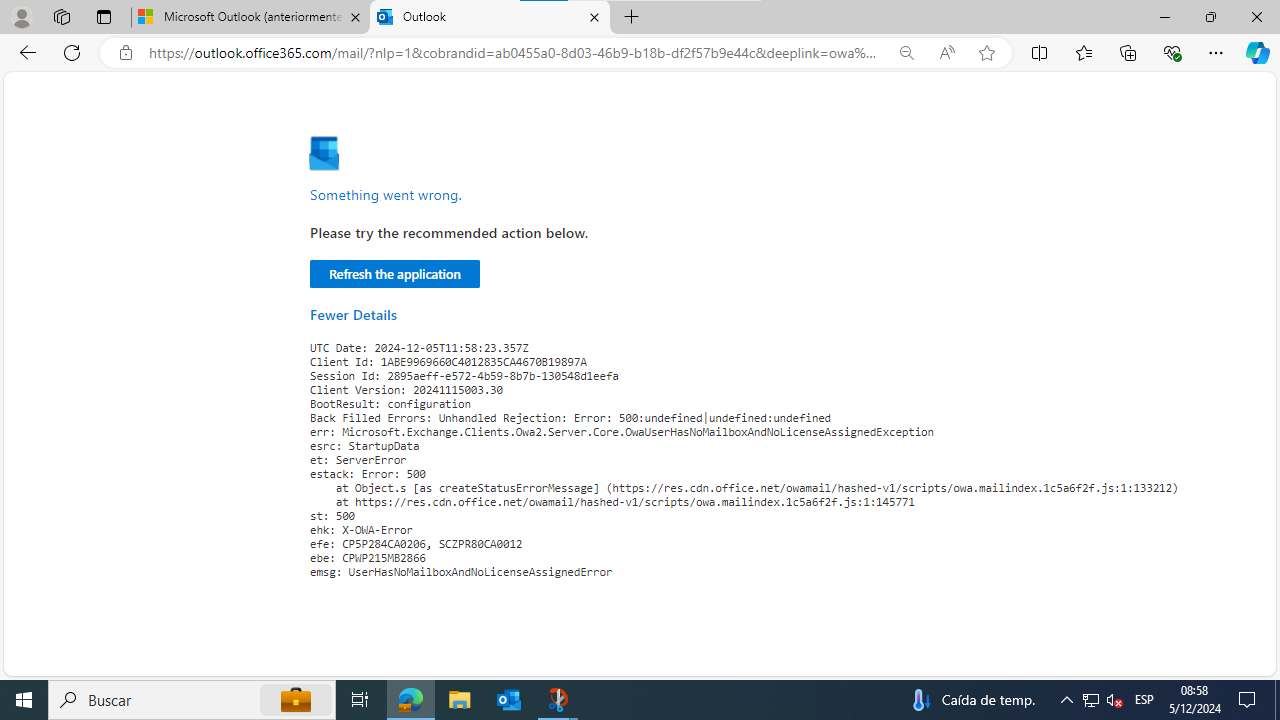 Microsoft Outlook (anteriormente
Outlook
https://outlook.office365.com/mail/?nlp=1&cobrandid=ab0455a0-8d03-46b9-b18b-df2f57b9e44c&deeplink=owa%...
Something went wrong.
Please try the recommended action below.
Refresh the application
Fewer Details
UTC Date: 2024-12-05T11:58:23.357Z
Client Id: 1ABE9969660C4012835CA4670B19897A
Session Id: 2895aeff-e572-4b59-8b7b-130548d1eefa
Client Version: 20241115003.30
BootResult: configuration
Back Filled Errors: Unhandled Rejection: Error: 500:undefined|undefined:undefined
err: Microsoft.Exchange.Clients.Owa2.Server.Core.OwaUserHasNoMailboxAndNoLicenseAssignedException
esrc: StartupData
et: ServerError
estack: Error: 500
at Object.s [as createStatusErrorMessage] (https://res.cdn.office.net/owamail/hashed-v1/scripts/owa.mailindex.1c5a6f2f.js:1:133212)
at https://res.cdn.office.net/owamail/hashed-v1/scripts/owa.mailindex.1c5a6f2f.js:1:145771
st: 500
ehk: X-OWA-Error
efe: CP5P284CA0206, SCZPR80CA0012
ebe: CPWP215MB2866
emsg: UserHasNoMailboxAndNoLicenseAssignedError
Buscar
Caída de temp.
ESP
08:58
5/12/2024